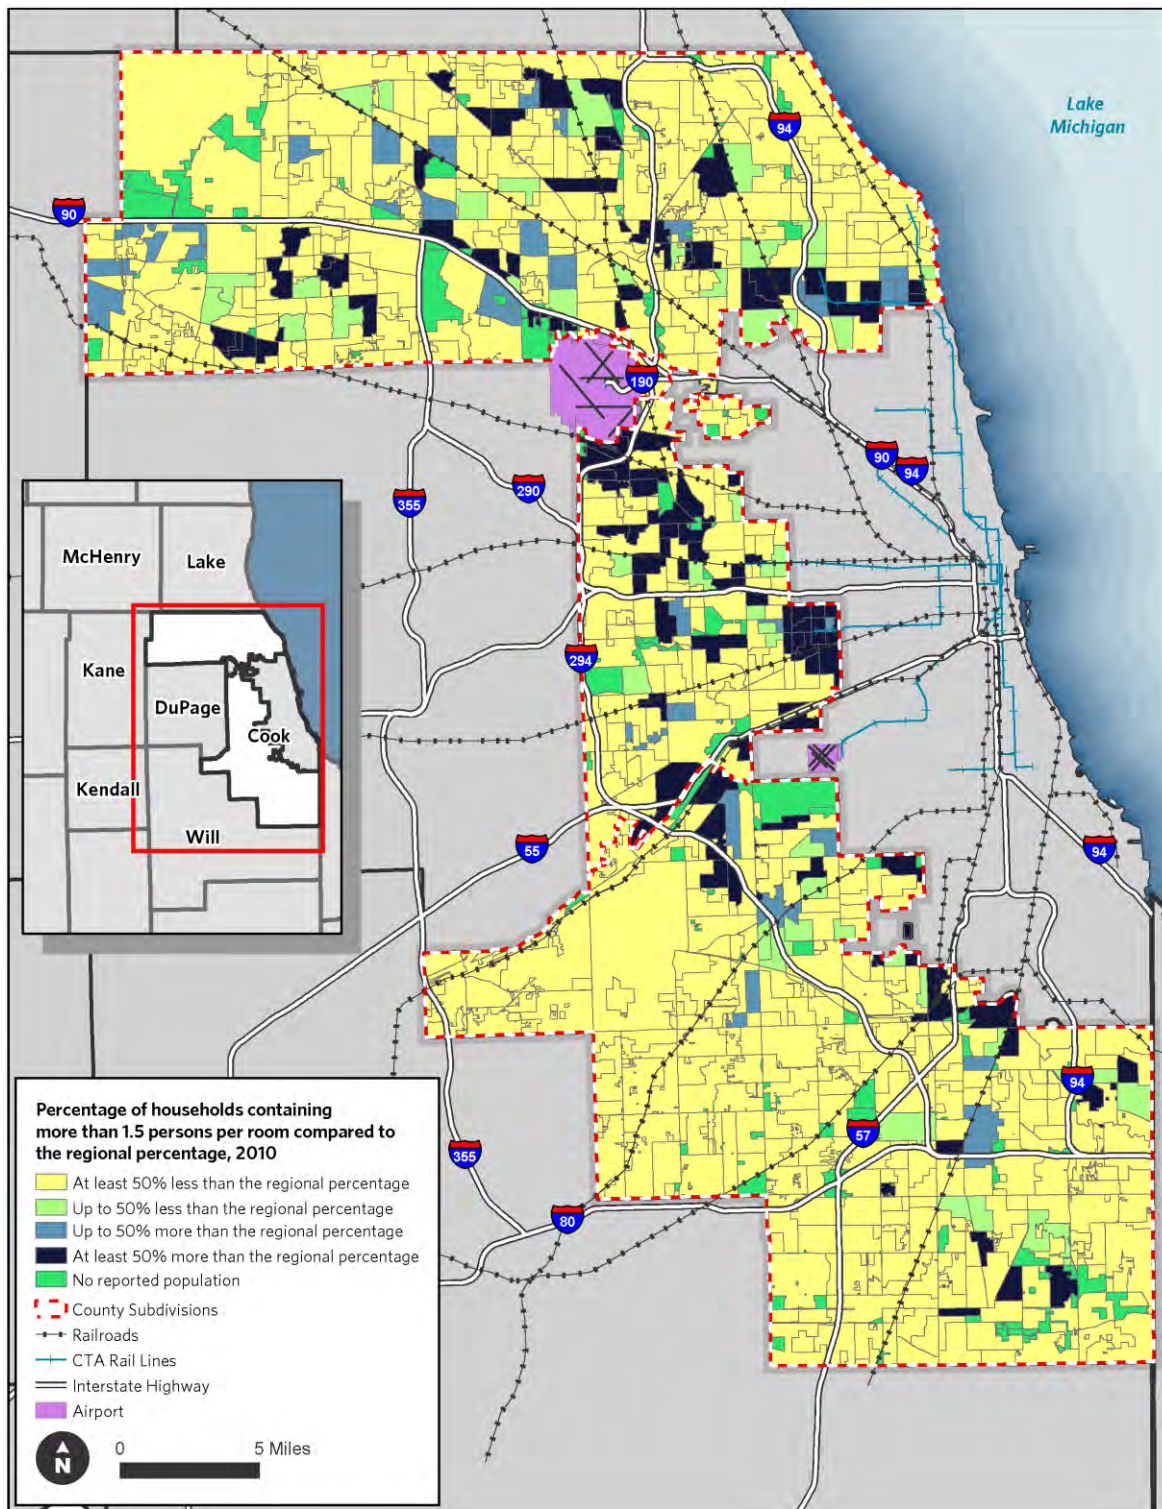 Lake
Michigan
94
90
190
90
94
290
355
McHenry
Lake
Kane
294
DuPage
Cook
Kendall
Will
55
94
94
57
355
80
Percentage of households containing
more than 1.5 persons per room compared to
the regional percentage, 2010
At least 50% less than the regional percentage
Up to 50% less than the regional percentage
Up to 50% more than the regional percentage
At least 50% more than the regional percentage
No reported population
County Subdivisions
Railroads
CTA Rail Lines
Interstate Highway
Airport
N
0 5 Miles